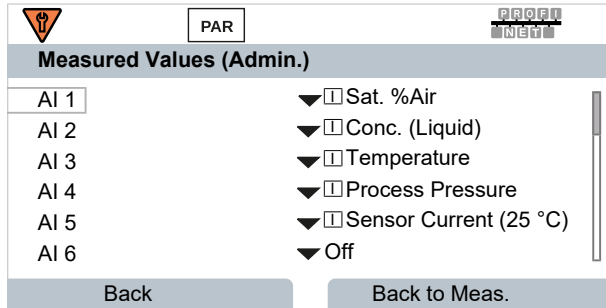 PAR
PROFI
NET
Measured Values (Admin.)
AI 1 I Sat. %Air
AI 2 I Conc. (Liquid)
AI 3 I Temperature
AI 4 I Process Pressure
AI 5 I Sensor Current (25 °C)
AI 6 Off
Back Back to Meas.